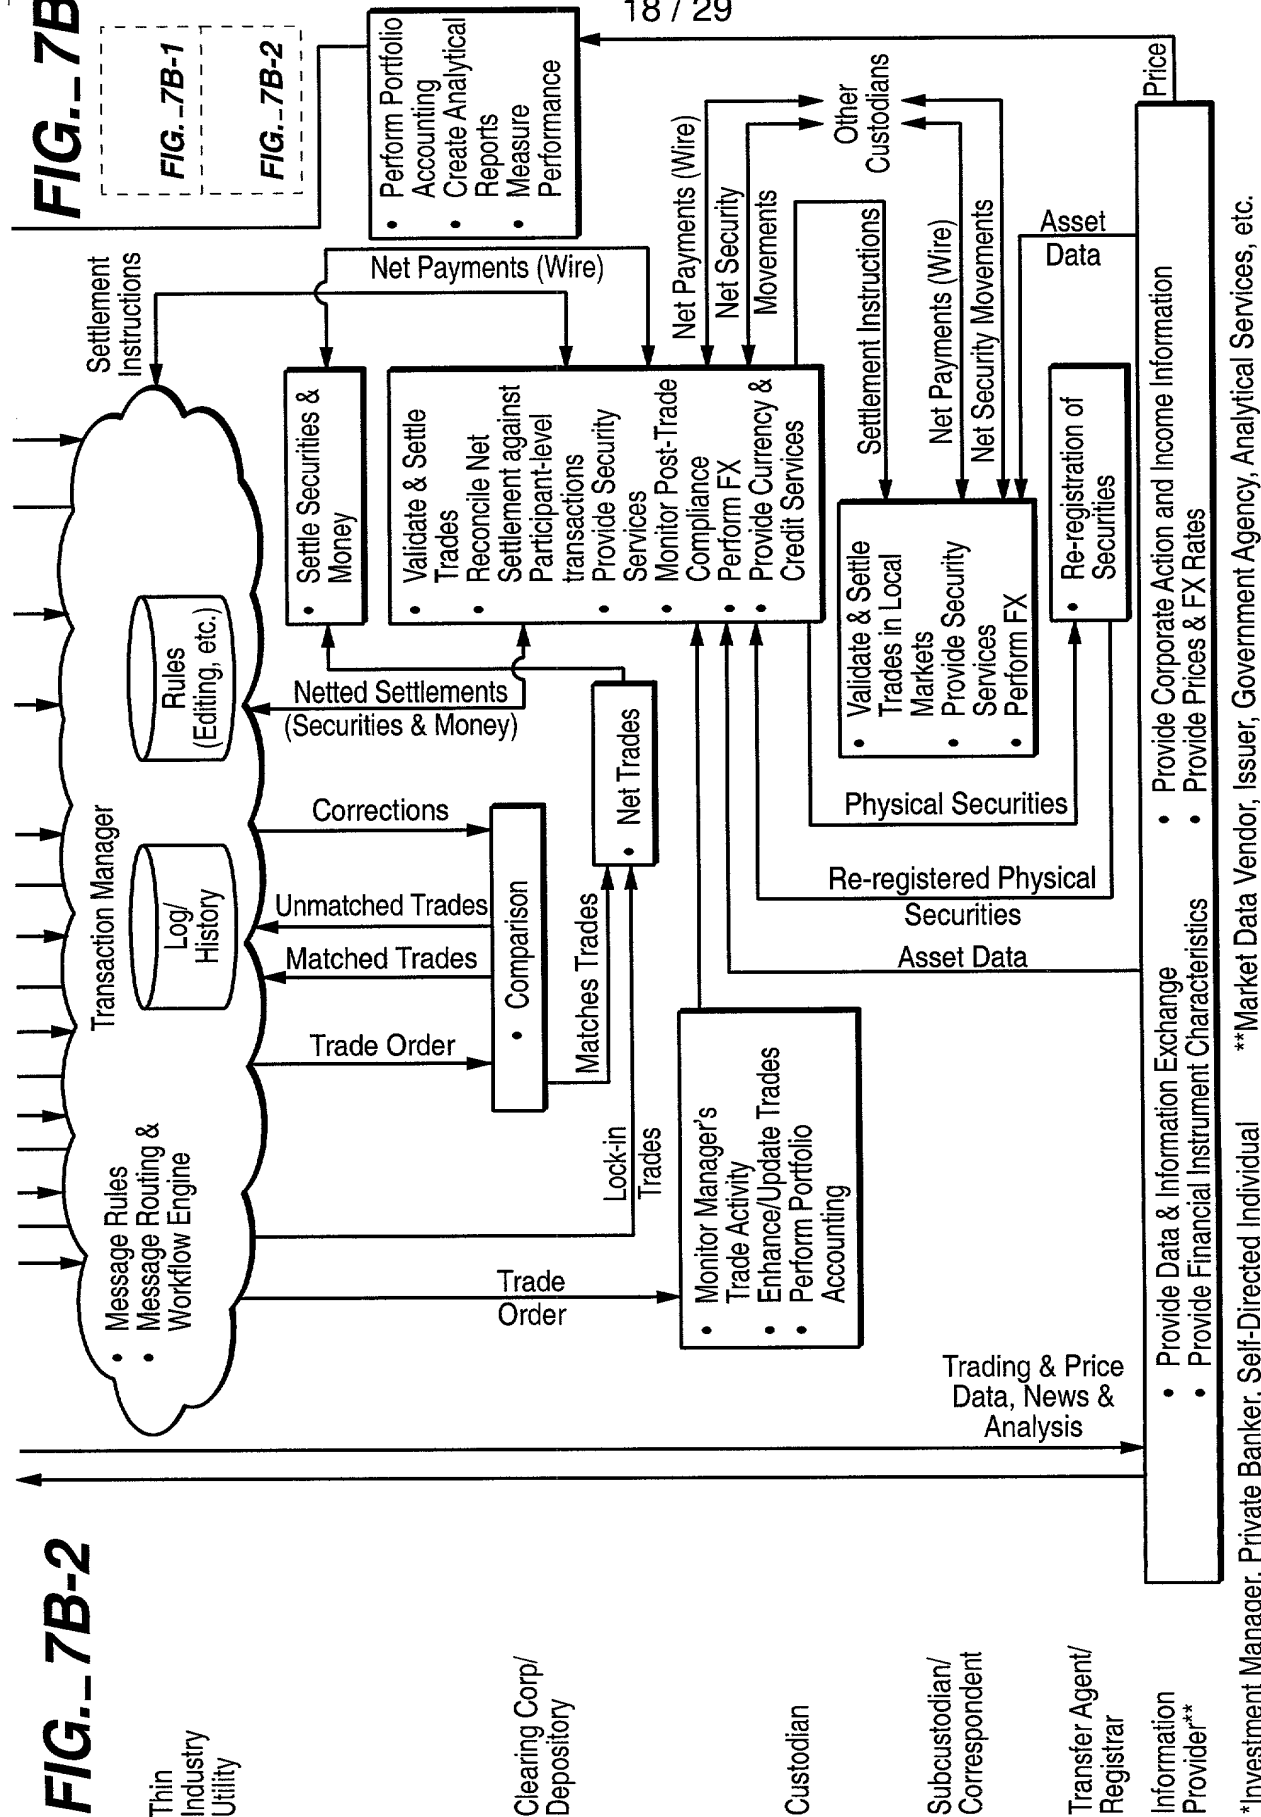 18 / 29
FIG._7B-2
FIG._7B
FIG._7B-1
FIG._7B-2
Thin
Industry
Utility
Clearing Corp/
Depository
Custodian
Subcustodian/
Correspondent
Transfer Agent/
Registrar
Information
Provider**
• Message Rules
• Message Routing &
Workflow Engine
Transaction Manager
Log/
History
Rules
(Editing, etc.)
Settlement
Instructions
• Perform Portfolio
Accounting
• Create Analytical
Reports
• Measure
Performance
Trade Order
Matched Trades
Unmatched Trades
Corrections
Netted Settlements
(Securities & Money)
• Settle Securities &
Money
Net Payments (Wire)
• Comparison
Matches Trades
Lock-in
Trades
• Net Trades
Trade
Order
• Validate & Settle
Trades
• Reconcile Net
Settlement against
Participant-level
transactions
• Provide Security
Services
• Monitor Post-Trade
Compliance
• Perform FX
• Provide Currency &
Credit Services
Net Payments (Wire)
Net Security
Movements
Other
Custodians
• Monitor Manager's
Trade Activity
• Enhance/Update Trades
• Perform Portfolio
Accounting
Settlement Instructions
Net Payments (Wire)
Net Security Movements
• Validate & Settle
Trades in Local
Markets
• Provide Security
Services
• Perform FX
Physical Securities
Re-registered Physical
Securities
Asset Data
Asset
Data
• Re-registration of
Securities
Trading & Price
Data, News &
Analysis
Price
• Provide Data & Information Exchange
• Provide Financial Instrument Characteristics
• Provide Corporate Action and Income Information
• Provide Prices & FX Rates
*Investment Manager, Private Banker, Self-Directed Individual
**Market Data Vendor, Issuer, Government Agency, Analytical Services, etc.